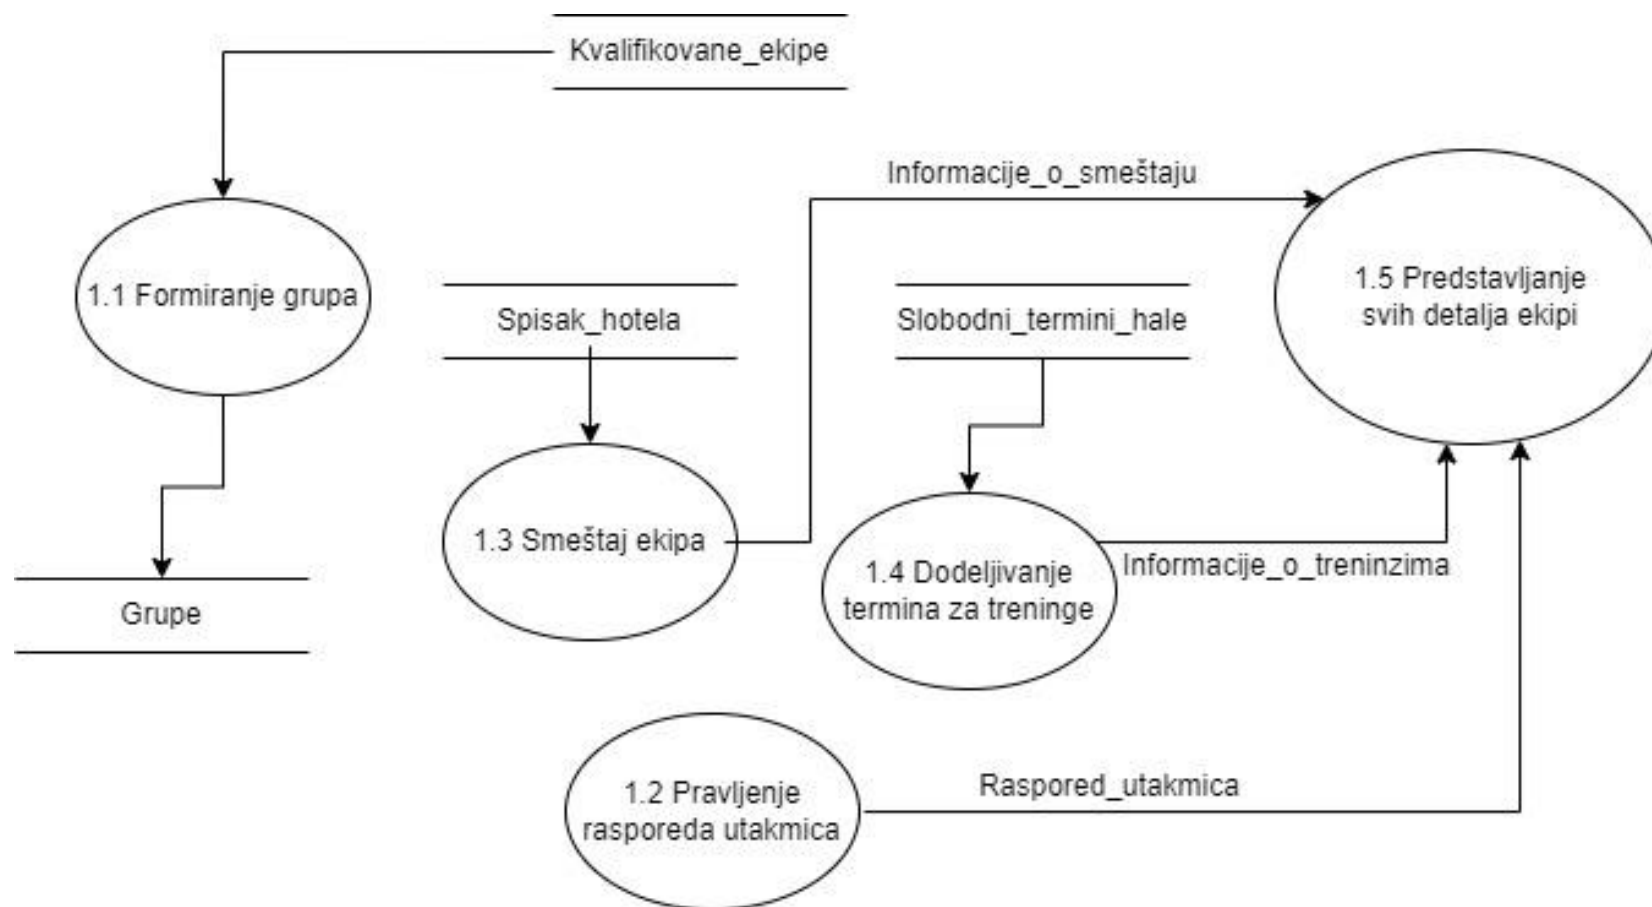 Kvalifikovane_ekipe
Informacije_o_smeštaju
1.1 Formiranje grupa
1.5 Predstavljanje
svih detalja ekipi
Spisak_hotela
Slobodni_termini_hale
1.3 Smeštaj ekipa
1.4 Dodeljivanje
termina za treninge
Informacije_o_treninzima
Grupe
1.2 Pravljenje
rasporeda utakmica
Raspored_utakmica